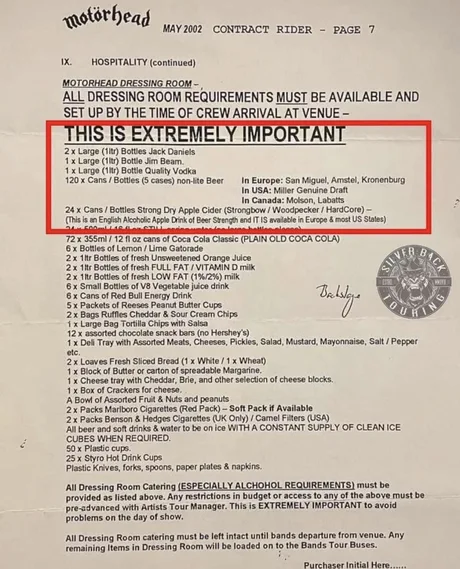 motörhead MAY 2002 CONTRACT RIDER - PAGE 7
IX. HOSPITALITY (continued)
MOTORHEAD DRESSING ROOM –
ALL DRESSING ROOM REQUIREMENTS MUST BE AVAILABLE AND
SET UP BY THE TIME OF CREW ARRIVAL AT VENUE –
THIS IS EXTREMELY IMPORTANT
2 x Large (1ltr) Bottles Jack Daniels
1 x Large (1ltr) Bottle Jim Beam.
1 x Large (1ltr) Bottle Quality Vodka
120 x Cans / Bottles (5 cases) non-lite Beer In Europe: San Miguel, Amstel, Kronenburg
In USA: Miller Genuine Draft
In Canada: Molson, Labatts
24 x Cans / Bottles Strong Dry Apple Cider (Strongbow / Woodpecker / HardCore) –
(This is an English Alcoholic Apple Drink of Beer Strength and IT IS available in Europe & most US States)
72 x 355ml / 12 fl oz cans of Coca Cola Classic (PLAIN OLD COCA COLA)
6 x Bottles of Lemon / Lime Gatorade
2 x 1ltr Bottles of fresh Unsweetened Orange Juice
2 x 1ltr Bottles of fresh FULL FAT / VITAMIN D milk
2 x 1ltr Bottles of fresh LOW FAT (1%/2%) milk
6 x Small Bottles of V8 Vegetable juice drink
6 x Cans of Red Bull Energy Drink
5 x Packets of Reeses Peanut Butter Cups
2 x Bags Ruffles Cheddar & Sour Cream Chips
1 x Large Bag Tortilla Chips with Salsa
12 x assorted chocolate snack bars (no Hershey's)
1 x Deli Tray with Assorted Meats, Cheeses, Pickles, Salad, Mustard, Mayonnaise, Salt / Pepper
etc.
2 x Loaves Fresh Sliced Bread (1 x White / 1 x Wheat)
1 x Block of Butter or carton of spreadable Margarine.
1 x Cheese tray with Cheddar, Brie, and other selection of cheese blocks.
1 x Box of Crackers for cheese.
A Bowl of Assorted Fruit & Nuts and peanuts
2 x Packs Marlboro Cigarettes (Red Pack) – Soft Pack if Available
2 x Packs Benson & Hedges Cigarettes (UK Only) / Camel Filters (USA)
All beer and soft drinks & water to be on ice WITH A CONSTANT SUPPLY OF CLEAN ICE
CUBES WHEN REQUIRED.
50 x Plastic cups.
25 x Styro Hot Drink Cups
Plastic Knives, forks, spoons, paper plates & napkins.
All Dressing Room Catering (ESPECIALLY ALCHOHOL REQUIREMENTS) must be
provided as listed above. Any restrictions in budget or access to any of the above must be
pre-advanced with Artists Tour Manager. This is EXTREMELY IMPORTANT to avoid
problems on the day of show.
All Dressing Room catering must be left intact until bands departure from venue. Any
remaining Items in Dressing Room will be loaded on to the Bands Tour Buses.
Purchaser Initial Here......
Backstage
SILVER BACK
TOURING